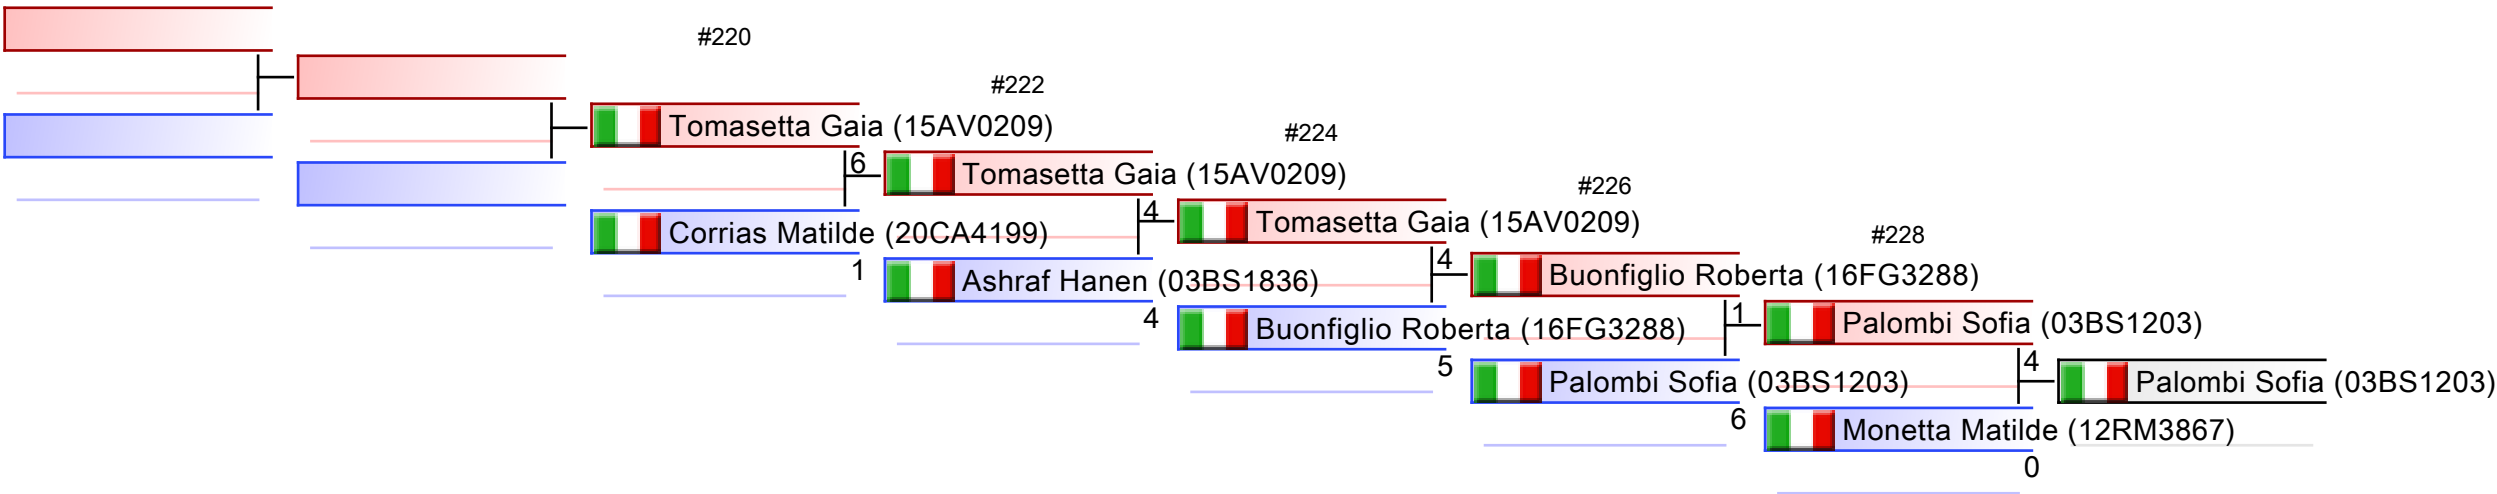 #220
#222
Tomasetta Gaia (15AV0209)
#224
6
Tomasetta Gaia (15AV0209)
#226
Corrias Matilde (20CA4199)
4
Tomasetta Gaia (15AV0209)
#228
1
Ashraf Hanen (03BS1836)
4
Buonfiglio Roberta (16FG3288)
4
Buonfiglio Roberta (16FG3288)
1
Palombi Sofia (03BS1203)
5
Palombi Sofia (03BS1203)
4
Palombi Sofia (03BS1203)
6
Monetta Matilde (12RM3867)
0